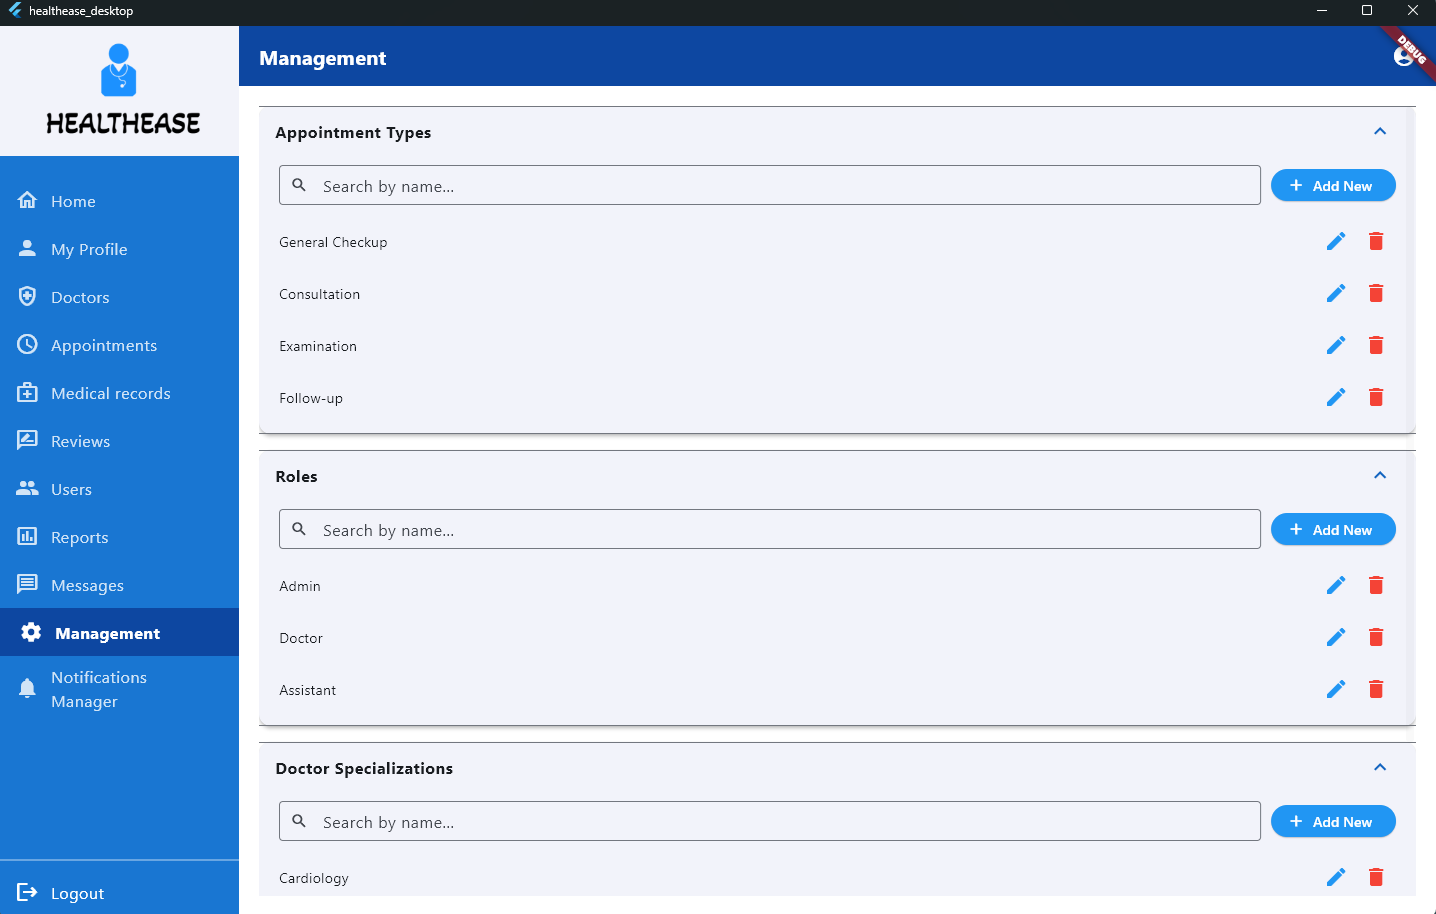 healthease_desktop
HEALTHEASE
Home
My Profile
Doctors
Appointments
Medical records
Reviews
Users
Reports
Messages
Management
Notifications
Manager
Logout
Management
DEBUG
Appointment Types
Search by name...
Add New
General Checkup
Consultation
Examination
Follow-up
Roles
Search by name...
Add New
Admin
Doctor
Assistant
Doctor Specializations
Search by name...
Add New
Cardiology